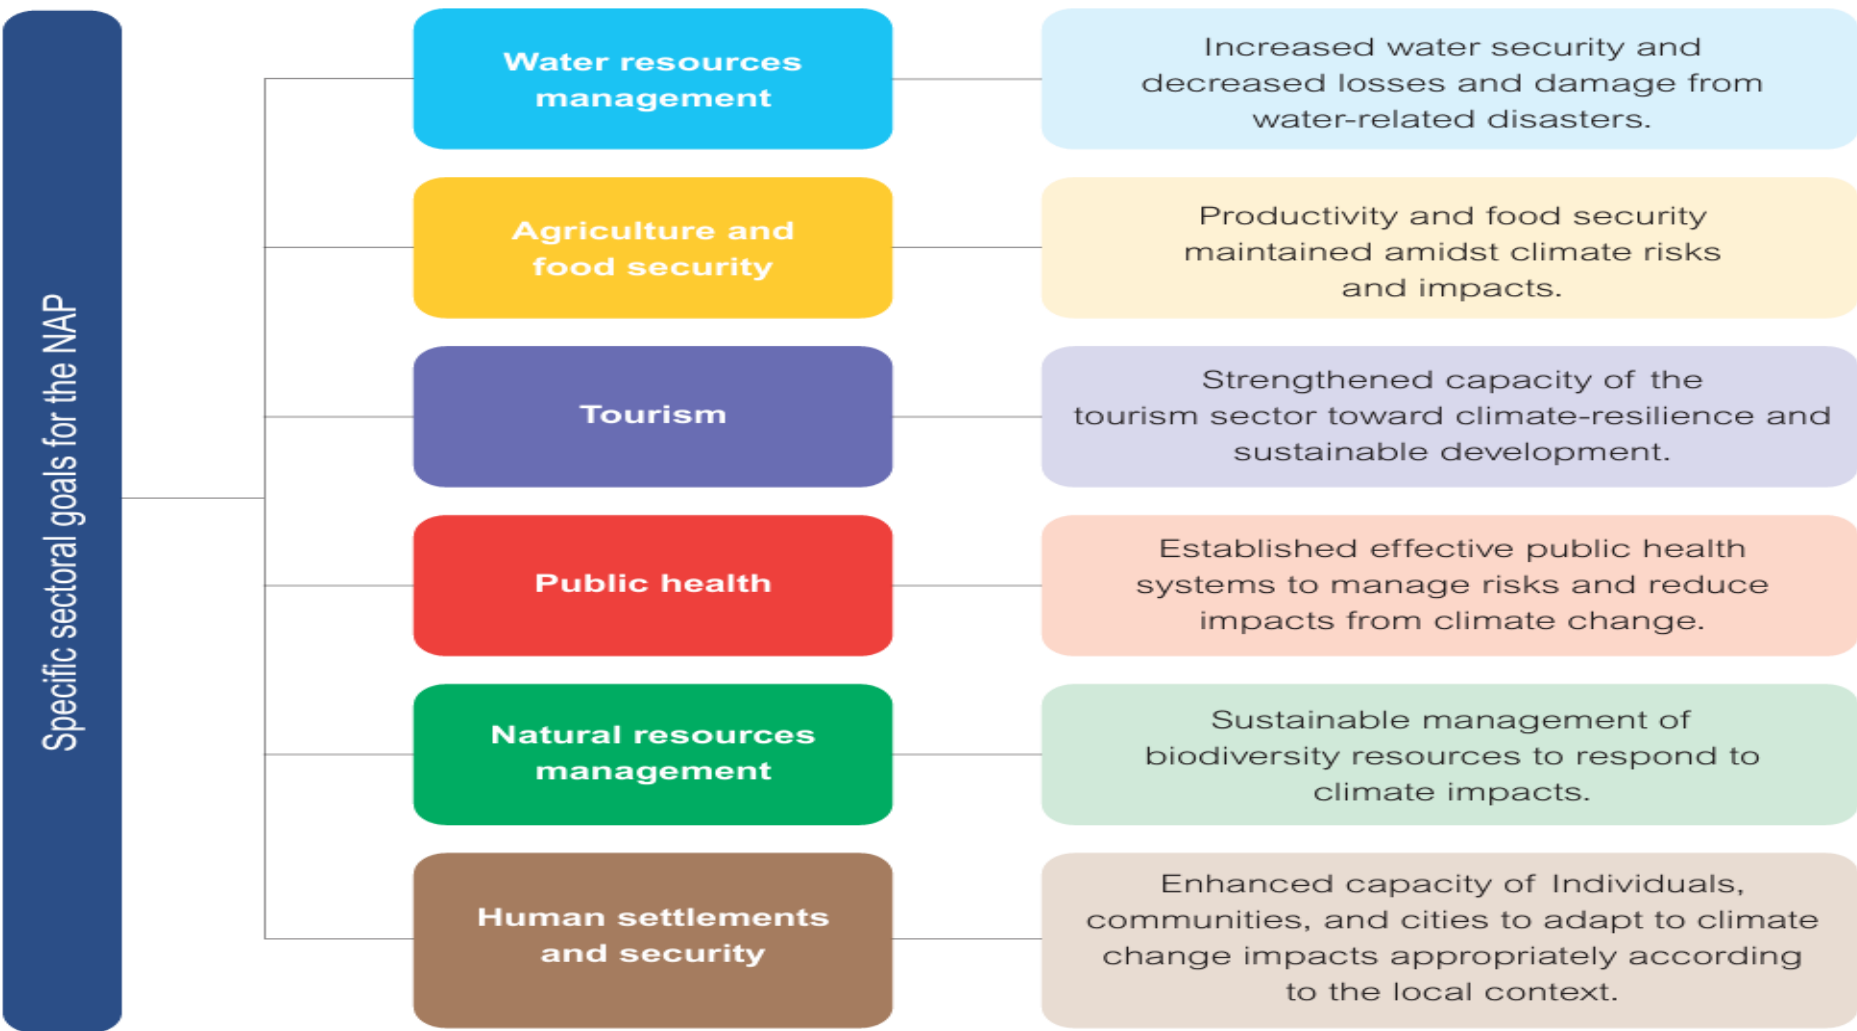 Specific sectoral goals for the NAP
Water resources
management
Increased water security and
decreased losses and damage from
water-related disasters.
Agriculture and
food security
Productivity and food security
maintained amidst climate risks
and impacts.
Tourism
Strengthened capacity of the
tourism sector toward climate-resilience and
sustainable development.
Public health
Established effective public health
systems to manage risks and reduce
impacts from climate change.
Natural resources
management
Sustainable management of
biodiversity resources to respond to
climate impacts.
Human settlements
and security
Enhanced capacity of Individuals,
communities, and cities to adapt to climate
change impacts appropriately according
to the local context.